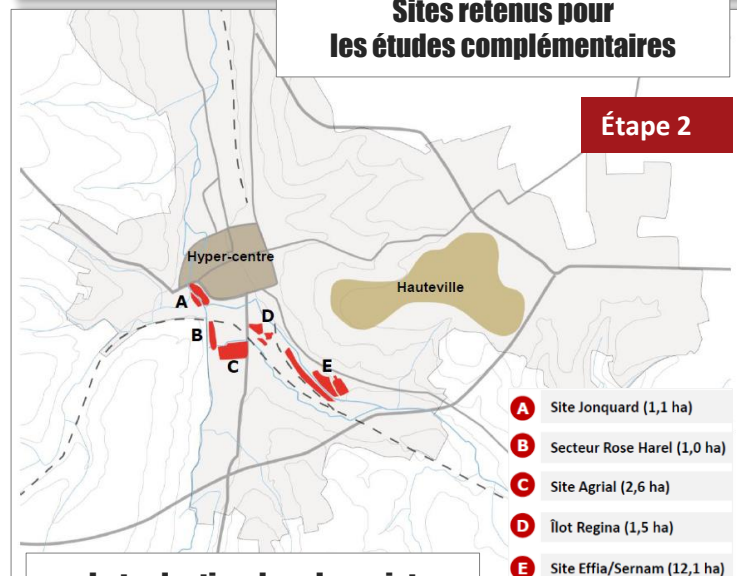 Sites retenus pour
les études complémentaires
Étape 2
Hyper-centre
Hauteville
A
B
C
D
E
A Site Jonquard (1,1 ha)
B Secteur Rose Harel (1,0 ha)
C Site Agrial (2,6 ha)
D Îlot Regina (1,5 ha)
E Site Effia/Sernam (12,1 ha)